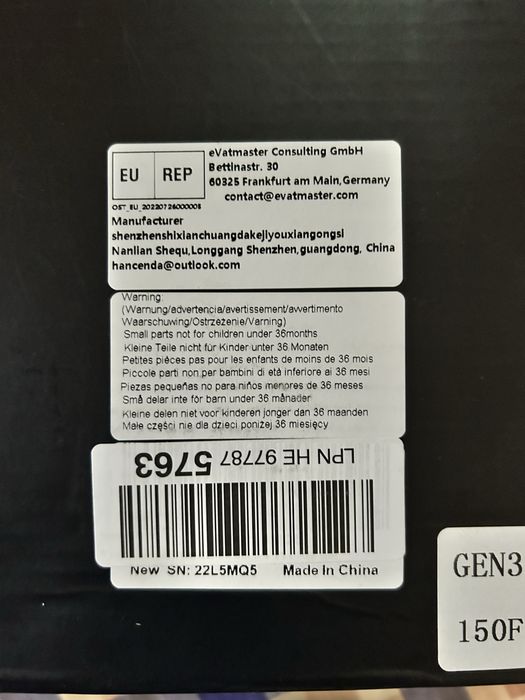 EU REP
eVatmaster Consulting GmbH
Bettinastr. 30
60325 Frankfurt am Main,Germany
contact@evatmaster.com
OST_EU_20220726000008
Manufacturer
shenzhenshixianchuangdakejiyouxiangongsi
Nanlian Shequ,Longgang Shenzhen,guangdong, China
hancenda@outlook.com
Warning:
(Warnung/advertencia/avertissement/avvertimento
Waarschuwing/Ostrzezenie/Varning)
Small parts not for children under 36months
Kleine Teile nicht für Kinder unter 36 Monaten
Petites pièces pas pour les enfants de moins de 36 mois
Piccole parti non per bambini di età inferiore ai 36 mesi
Piezas pequeñas no para niños menores de 36 meses
Små delar inte för barn under 36 månader
Kleine delen niet voor kinderen jonger dan 36 maanden
Małe części nie dla dzieci poniżej 36 miesięcy
LPN HE 97787 5763
New SN: 22L5MQ5 Made In China
GEN3
150F